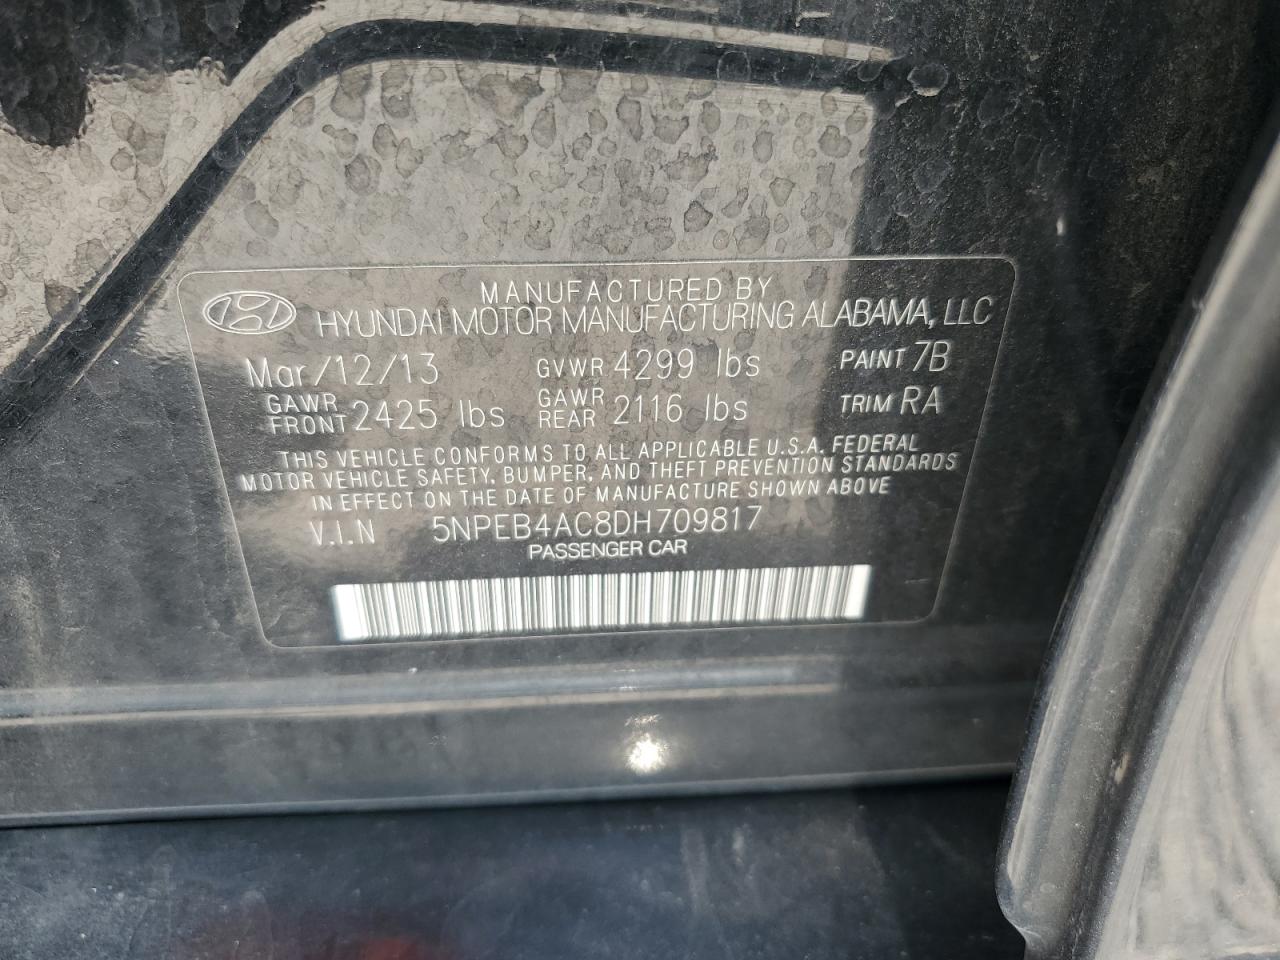 MANUFACTURED BY
HYUNDAI MOTOR MANUFACTURING ALABAMA, LLC
Mar/12/13 GVWR 4299 lbs PAINT 7B
GAWR FRONT 2425 lbs GAWR REAR 2116 lbs TRIM RA
THIS VEHICLE CONFORMS TO ALL APPLICABLE U.S.A. FEDERAL
MOTOR VEHICLE SAFETY, BUMPER, AND THEFT PREVENTION STANDARDS
IN EFFECT ON THE DATE OF MANUFACTURE SHOWN ABOVE
V.I.N 5NPEB4AC8DH709817
PASSENGER CAR